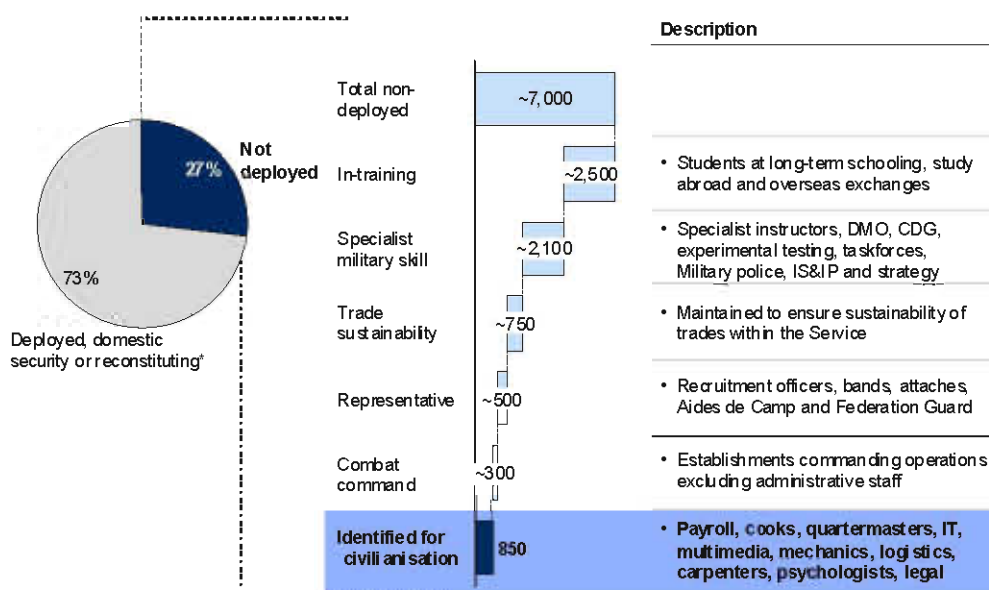 Description
Total non-
deployed
~7,000
Not
deployed
27%
73%
Deployed, domestic
security or reconstituting*
In-training
~2,500
• Students at long-term schooling, study
abroad and overseas exchanges
Specialist
military skill
~2,100
• Specialist instructors, DMO, CDG,
experimental testing, taskforces,
Military police, IS&IP and strategy
Trade
sustainability
~750
• Maintained to ensure sustainability of
trades within the Service
Representative
~500
• Recruitment officers, bands, attaches,
Aides de Camp and Federation Guard
Combat
command
~300
• Establishments commanding operations
excluding administrative staff
Identified for
civilianisation
850
• Payroll, cooks, quartermasters, IT,
multimedia, mechanics, logistics,
carpenters, psychologists, legal